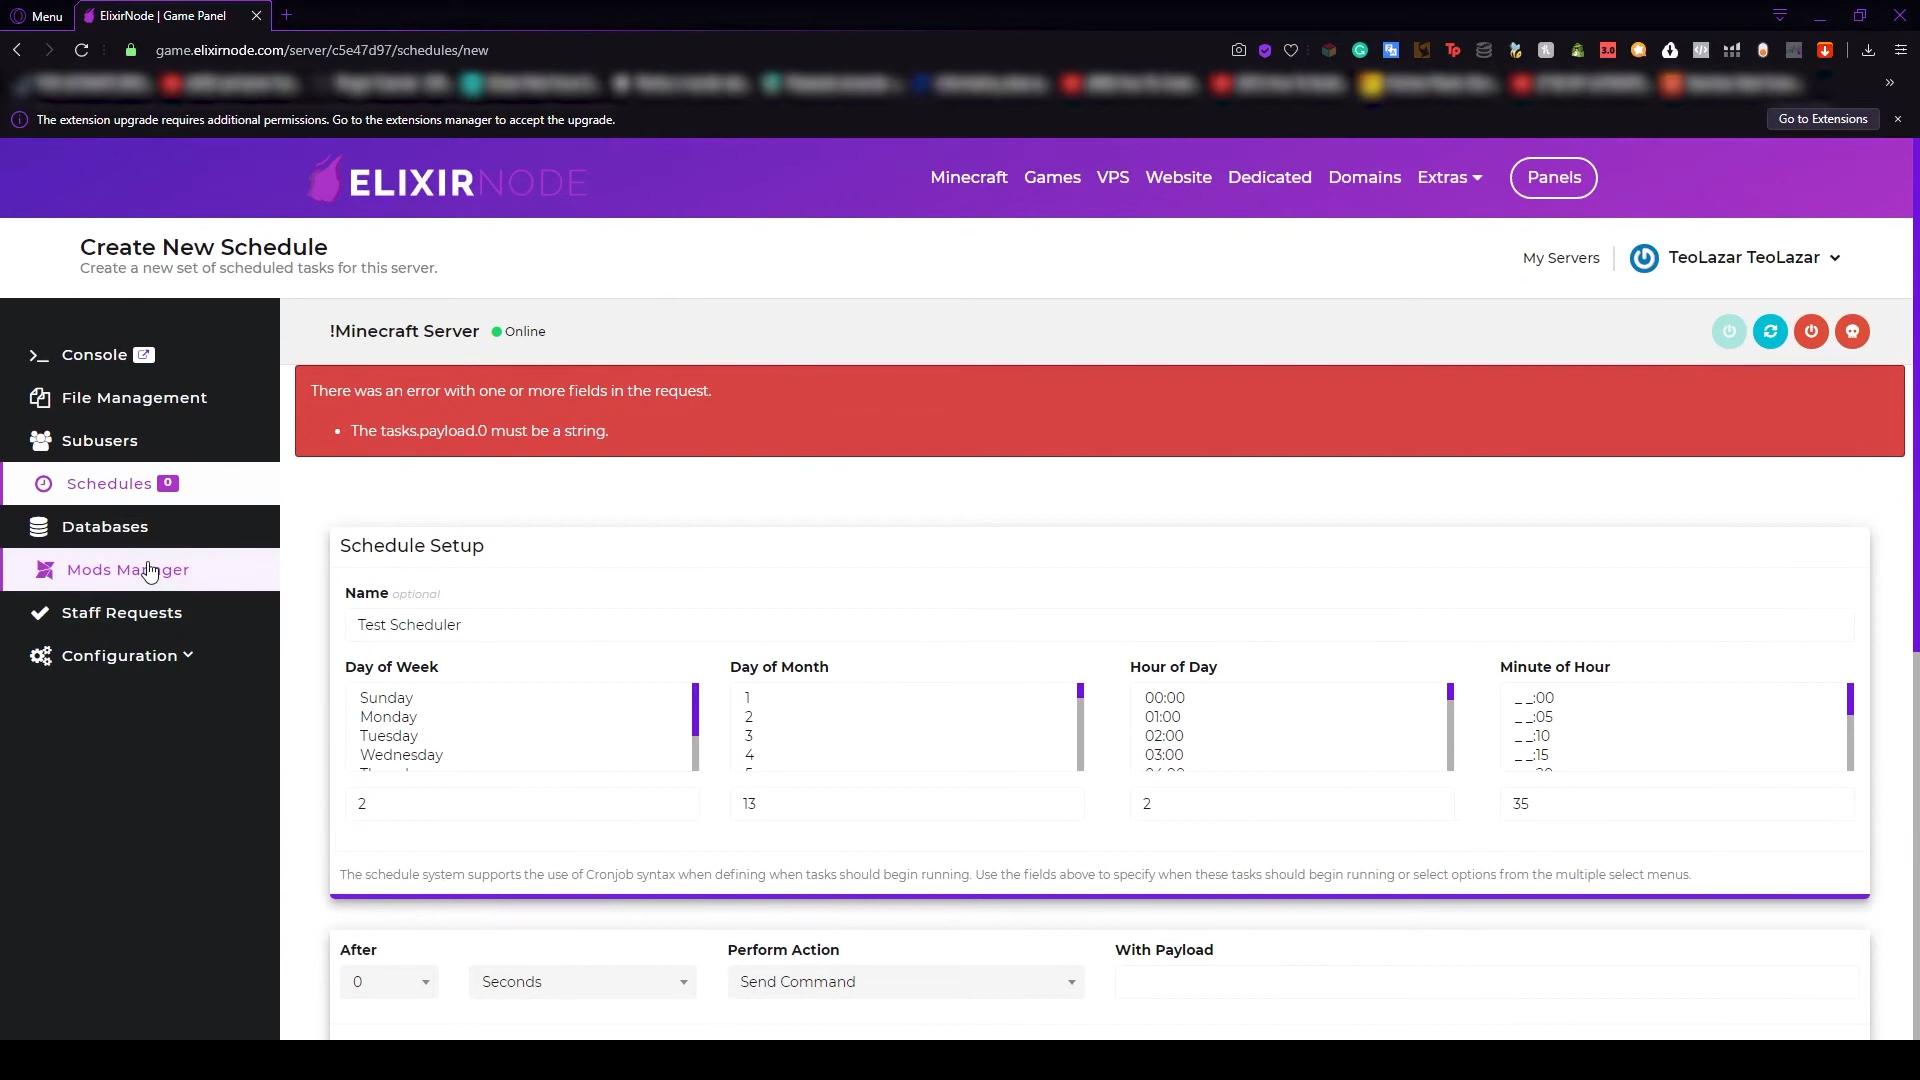 Menu
ElixirNode | Game Panel
game.elixirnode.com/server/c5e47d97/schedules/new
3.0
The extension upgrade requires additional permissions. Go to the extensions manager to accept the upgrade.
Go to Extensions
ELIXIRNODE
Minecraft Games VPS Website Dedicated Domains Extras Panels
Create New Schedule
Create a new set of scheduled tasks for this server.
My Servers
TeoLazar TeoLazar
Console
File Management
Subusers
Schedules 0
Databases
Mods Manager
Staff Requests
Configuration
!Minecraft Server Online
There was an error with one or more fields in the request.
• The tasks.payload.0 must be a string.
Schedule Setup
Name optional
Test Scheduler
Day of Week
Sunday
Monday
Tuesday
Wednesday
2
Day of Month
1
2
3
4
13
Hour of Day
00:00
01:00
02:00
03:00
2
Minute of Hour
_ _:00
_ _:05
_ _:10
_ _:15
35
The schedule system supports the use of Cronjob syntax when defining when tasks should begin running. Use the fields above to specify when these tasks should begin running or select options from the multiple select menus.
After
0
Seconds
Perform Action
Send Command
With Payload